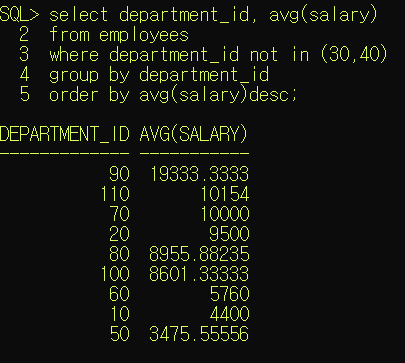 SQL> select department_id, avg(salary)
  2  from employees
  3  where department_id not in (30,40)
  4  group by department_id
  5  order by avg(salary)desc;
DEPARTMENT_ID AVG(SALARY)
------------- -----------
           90  19333.3333
          110       10154
           70       10000
           20        9500
           80  8955.88235
          100  8601.33333
           60        5760
           10        4400
           50  3475.55556